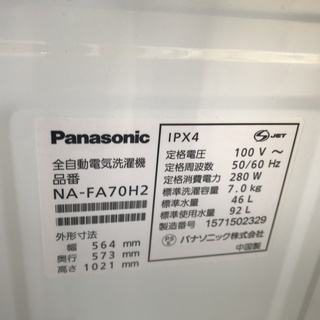 Panasonic
全自動電気洗濯機
品番
NA-FA70H2
外形寸法
幅 564 mm
奥行 573 mm
高さ 1021 mm
IPX4
JET
定格電圧 100 V ～
定格周波数 50/60 Hz
定格消費電力 280 W
標準洗濯容量 7.0 kg
標準水量 46 L
標準使用水量 92 L
製造番号 1571502329
パナソニック株式会社
中国製